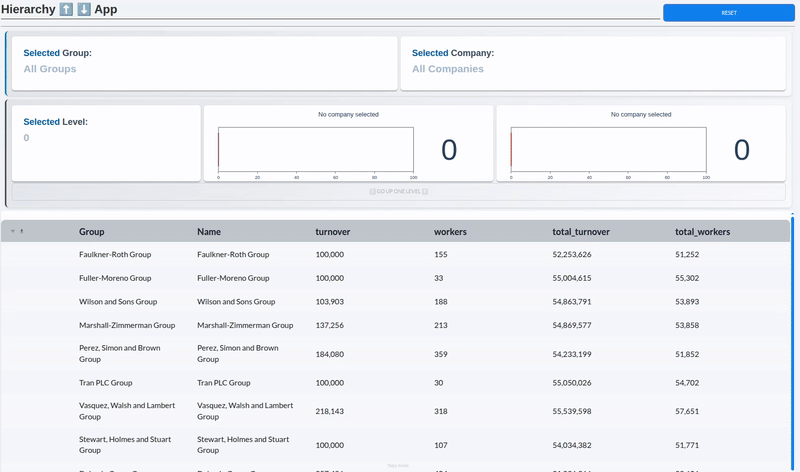 Hierarchy ⬆️ ⬇️ App
RESET
Selected Group:
All Groups
Selected Company:
All Companies
Selected Level:
0
No company selected
0
0 20 40 60 80 100
No company selected
0
0 20 40 60 80 100
GO UP ONE LEVEL
Group Name turnover workers total_turnover total_workers
Faulkner-Roth Group Faulkner-Roth Group 100,000 155 52,253,626 51,252
Fuller-Moreno Group Fuller-Moreno Group 100,000 33 55,004,615 55,302
Wilson and Sons Group Wilson and Sons Group 103,903 188 54,863,791 53,893
Marshall-Zimmerman Group Marshall-Zimmerman Group 137,256 213 54,869,577 53,858
Perez, Simon and Brown Group Perez, Simon and Brown Group 184,080 359 54,233,199 51,852
Tran PLC Group Tran PLC Group 100,000 30 55,050,026 54,702
Vasquez, Walsh and Lambert Group Vasquez, Walsh and Lambert Group 218,143 318 55,539,598 57,651
Stewart, Holmes and Stuart Group Stewart, Holmes and Stuart Group 100,000 107 54,034,382 51,771